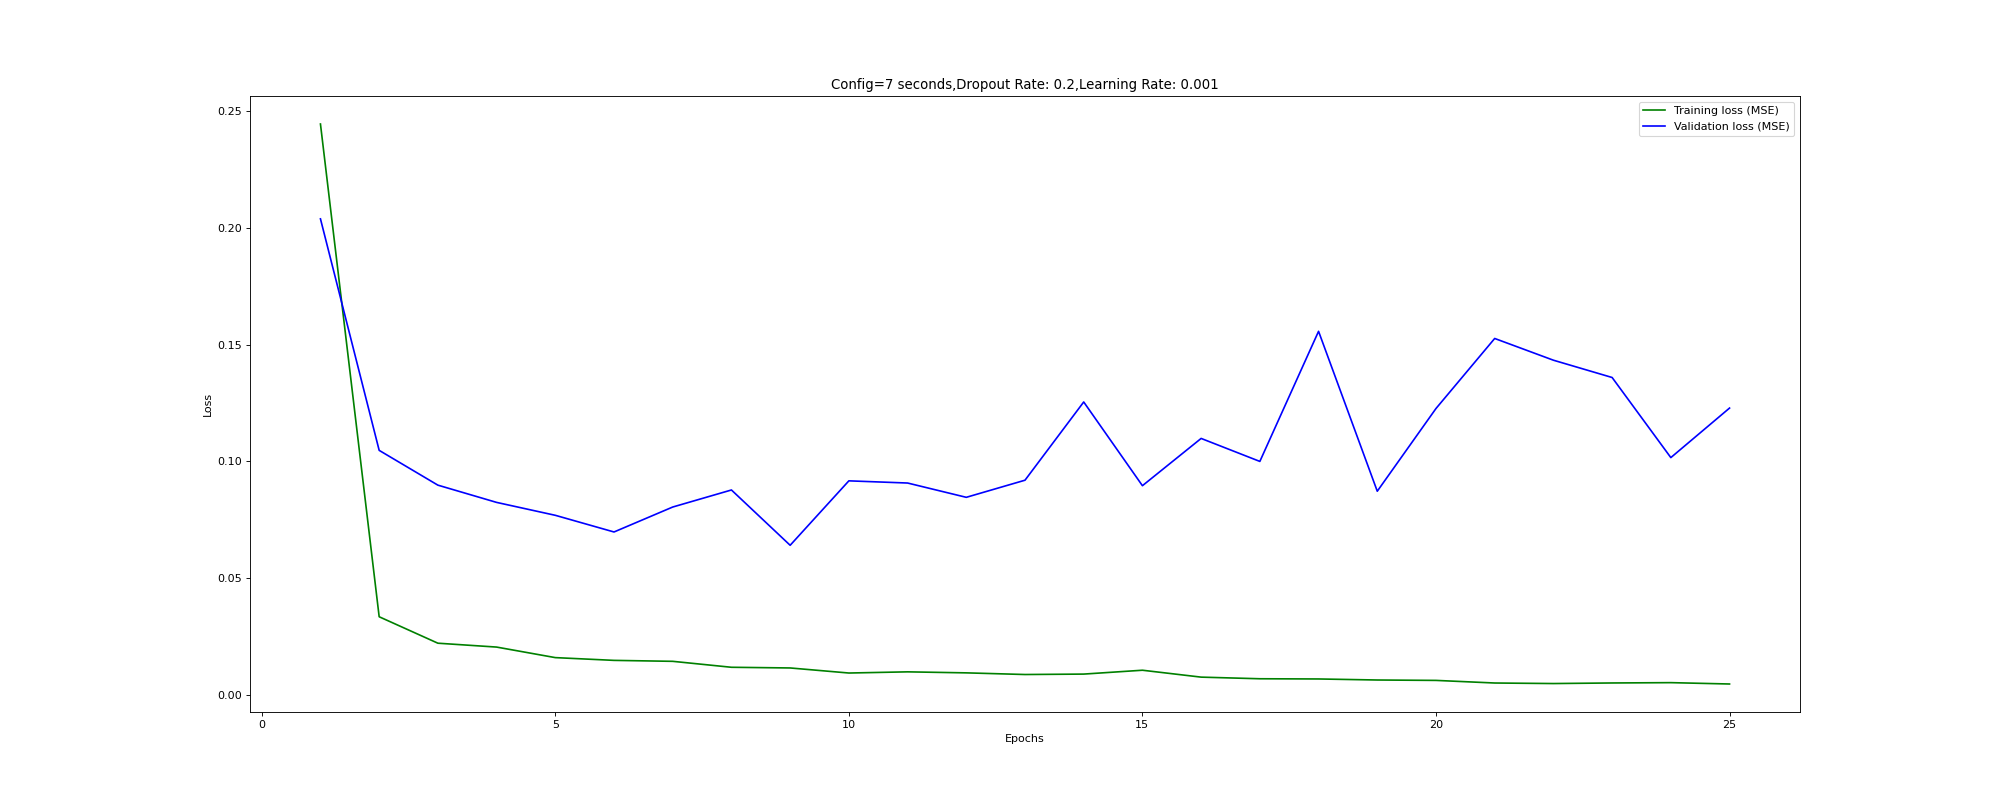 Config=7 seconds,Dropout Rate: 0.2,Learning Rate: 0.001
Training loss (MSE)
Validation loss (MSE)
0.25
0.20
0.15
0.10
0.05
0.00
Loss
0 5 10 15 20 25
Epochs